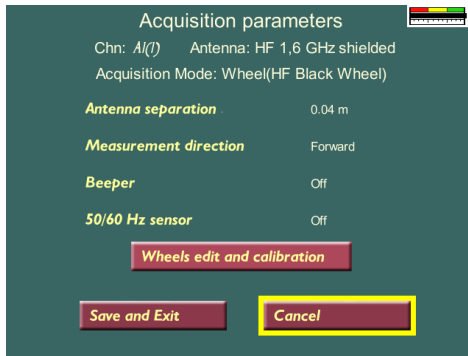 Acquisition parameters
Chn: A(1) Antenna: HF 1,6 GHz shielded
Acquisition Mode: Wheel(HF Black Wheel)
Antenna separation 0.04 m
Measurement direction Forward
Beeper Off
50/60 Hz sensor Off
Wheels edit and calibration
Save and Exit Cancel